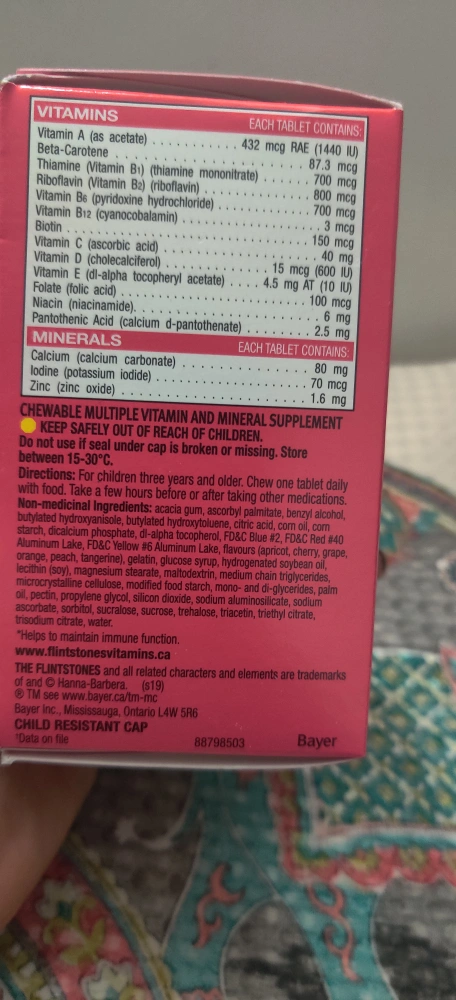 VITAMINS EACH TABLET CONTAINS:
Vitamin A (as acetate) . . . . . . . . . . . . 432 mcg RAE (1440 IU)
Beta-Carotene . . . . . . . . . . . . 87.3 mcg
Thiamine (Vitamin B1) (thiamine mononitrate) . . . . . . . 700 mcg
Riboflavin (Vitamin B2) (riboflavin) . . . . . . . . . . . . 800 mcg
Vitamin B6 (pyridoxine hydrochloride) . . . . . . . . . . . . 700 mcg
Vitamin B12 (cyanocobalamin) . . . . . . . . . . . . 3 mcg
Biotin . . . . . . . . . . . . 150 mcg
Vitamin C (ascorbic acid) . . . . . . . . . . . . 40 mg
Vitamin D (cholecalciferol) . . . . . . . . . . . . 15 mcg (600 IU)
Vitamin E (dl-alpha tocopheryl acetate) . . . . 4.5 mg AT (10 IU)
Folate (folic acid) . . . . . . . . . . . . 100 mcg
Niacin (niacinamide). . . . . . . . . . . . 6 mg
Pantothenic Acid (calcium d-pantothenate) . . . . . . . . . 2.5 mg
MINERALS EACH TABLET CONTAINS:
Calcium (calcium carbonate) . . . . . . . . . . . . 80 mg
Iodine (potassium iodide) . . . . . . . . . . . . 70 mcg
Zinc (zinc oxide) . . . . . . . . . . . . 1.6 mg
CHEWABLE MULTIPLE VITAMIN AND MINERAL SUPPLEMENT
KEEP SAFELY OUT OF REACH OF CHILDREN.
Do not use if seal under cap is broken or missing. Store
between 15-30°C.
Directions: For children three years and older. Chew one tablet daily
with food. Take a few hours before or after taking other medications.
Non-medicinal Ingredients: acacia gum, ascorbyl palmitate, benzyl alcohol,
butylated hydroxyanisole, butylated hydroxytoluene, citric acid, corn oil, corn
starch, dicalcium phosphate, dl-alpha tocopherol, FD&C Blue #2, FD&C Red #40
Aluminum Lake, FD&C Yellow #6 Aluminum Lake, flavours (apricot, cherry, grape,
orange, peach, tangerine), gelatin, glucose syrup, hydrogenated soybean oil,
lecithin (soy), magnesium stearate, maltodextrin, medium chain triglycerides,
microcrystalline cellulose, modified food starch, mono- and di-glycerides, palm
oil, pectin, propylene glycol, silicon dioxide, sodium aluminosilicate, sodium
ascorbate, sorbitol, sucralose, sucrose, trehalose, triacetin, triethyl citrate,
trisodium citrate, water.
*Helps to maintain immune function.
www.flintstonesvitamins.ca
THE FLINTSTONES and all related characters and elements are trademarks
of and © Hanna-Barbera. (s19)
® TM see www.bayer.ca/tm-mc
Bayer Inc., Mississauga, Ontario L4W 5R6
CHILD RESISTANT CAP
†Data on file 88798503 Bayer